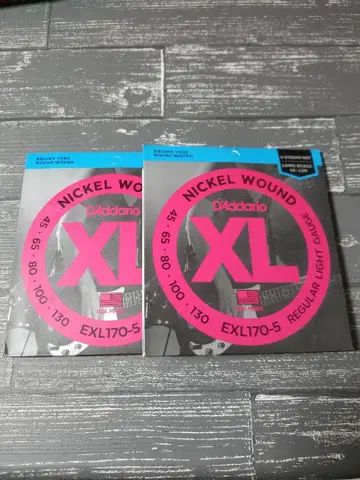 BRIGHT TONE
ROUND WOUND
NICKEL WOUND
D'Addario
XL
45 · 65 · 80 · 100 · 130
EXL170-5
BRIGHT TONE
ROUND WOUND
5-STRING SET
LONG SCALE
45 - 130
NICKEL WOUND
D'Addario
XL
45 · 65 · 80 · 100 · 130
EXL170-5
REGULAR LIGHT GAUGE